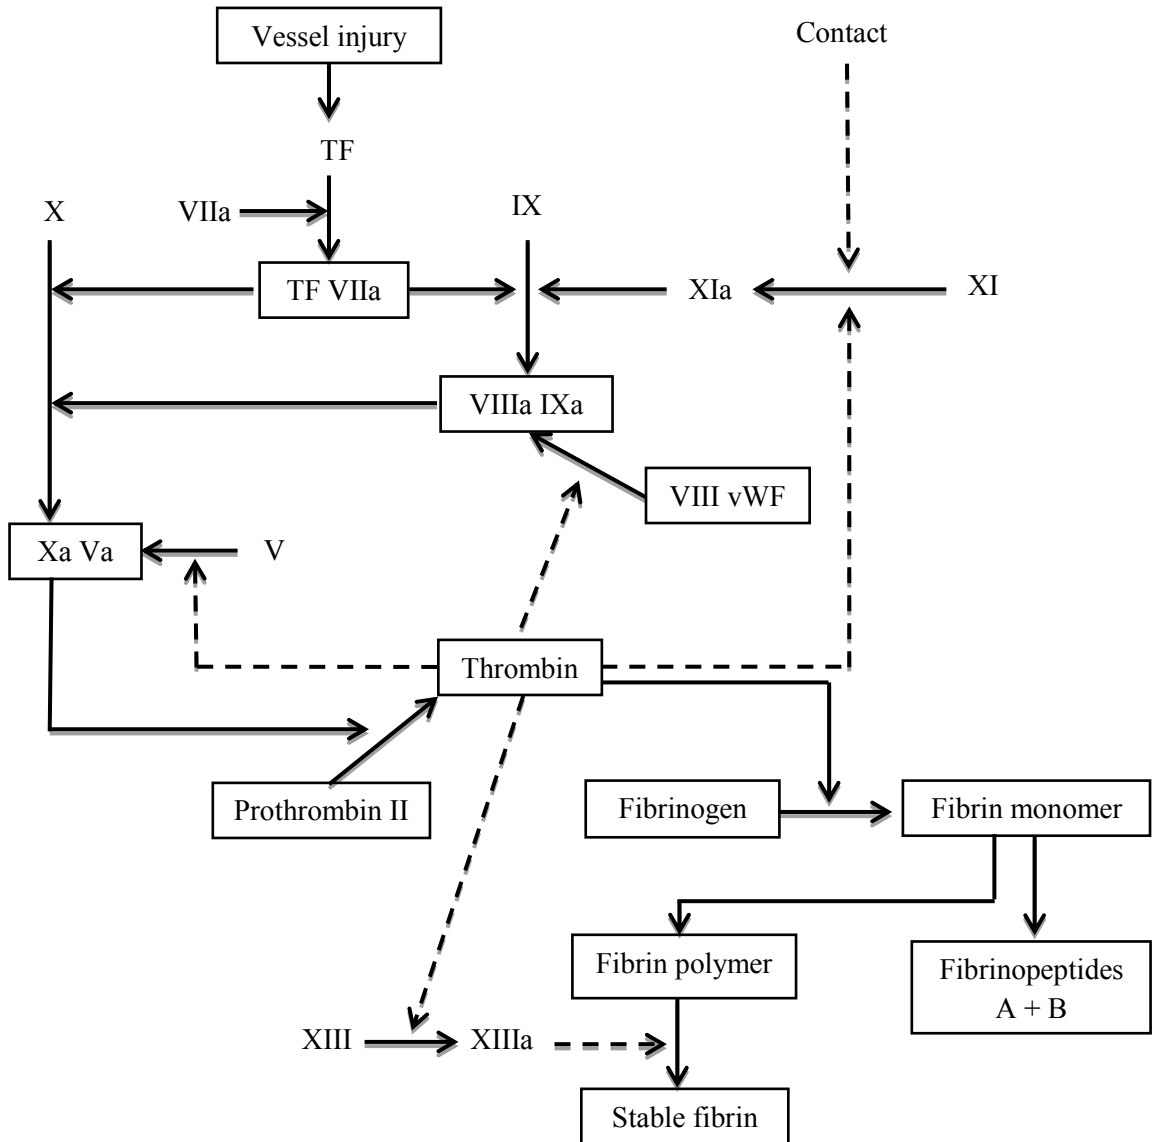 Vessel injury
Contact
TF
X
VIIa
IX
TF VIIa
XIa
XI
VIIIa IXa
VIII vWF
Xa Va
V
Thrombin
Prothrombin II
Fibrinogen
Fibrin monomer
Fibrin polymer
Fibrinopeptides
A + B
XIII
XIIIa
Stable fibrin